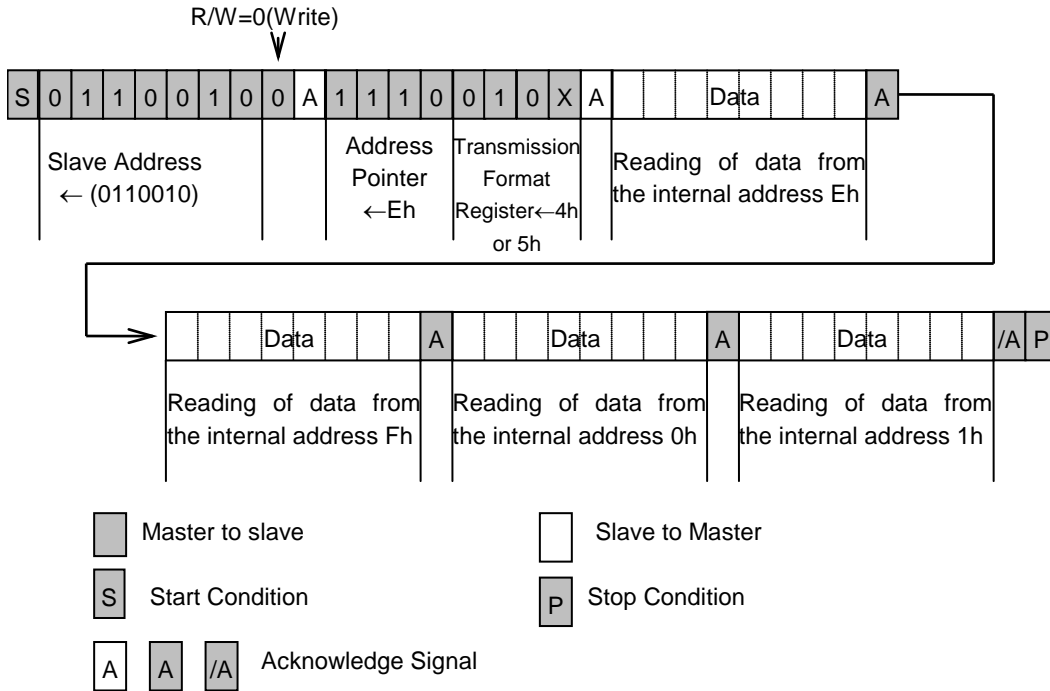 R/W=0(Write)
S 0 1 1 0 0 1 0 0 A 1 1 1 0 0 1 0 X A Data A
Slave Address
← (0110010)
Address
Pointer
←Eh
Transmission
Format
Register←4h
or 5h
Reading of data from
the internal address Eh
Data A Data A Data /A P
Reading of data from
the internal address Fh
Reading of data from
the internal address 0h
Reading of data from
the internal address 1h
Master to slave
Slave to Master
S Start Condition
P Stop Condition
A A /A Acknowledge Signal